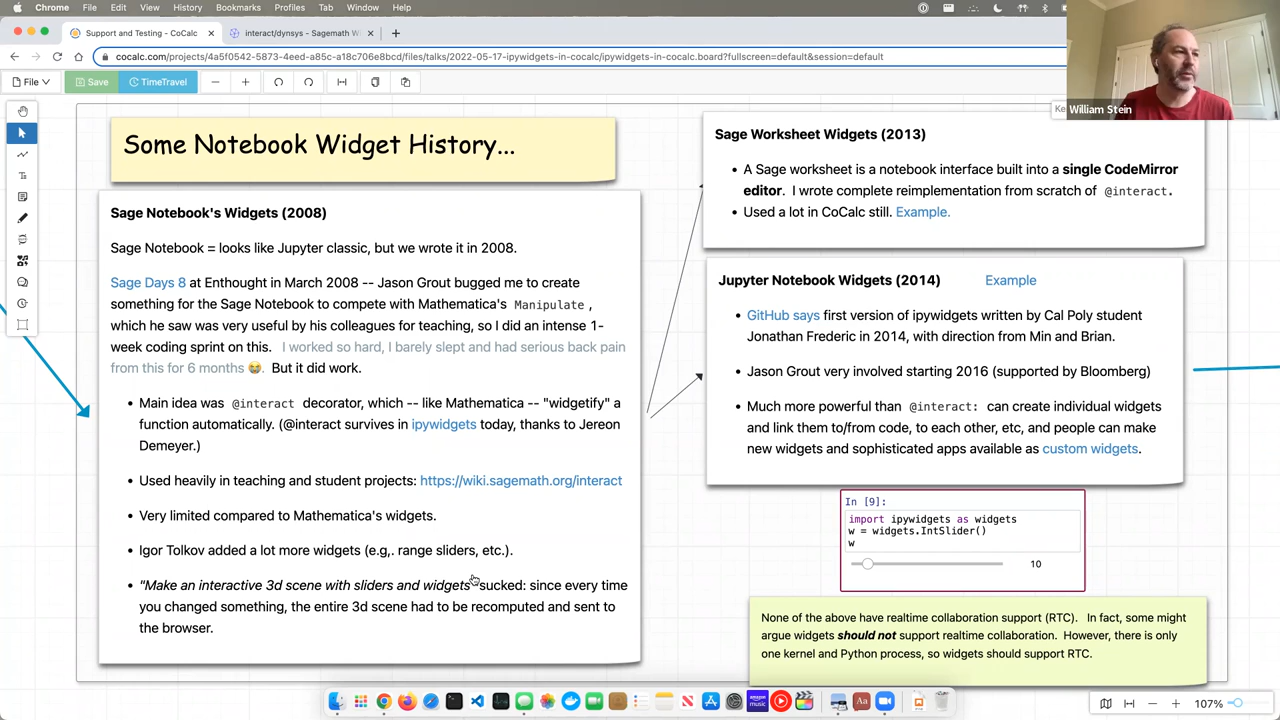 Chrome File Edit View History Bookmarks Profiles Tab Window Help
Support and Testing - CoCalc
interact/dynsys - Sagemath Wi
cocalc.com/projects/4a5f0542-5873-4eed-a85c-a18c706e8bcd/files/talks/2022-05-17-ipywidgets-in-cocalc/ipywidgets-in-cocalc.board?fullscreen=default&session=default
File Save TimeTravel
William Stein
Some Notebook Widget History...
Sage Notebook's Widgets (2008)
Sage Notebook = looks like Jupyter classic, but we wrote it in 2008.
Sage Days 8 at Enthought in March 2008 -- Jason Grout bugged me to create
something for the Sage Notebook to compete with Mathematica's Manipulate ,
which he saw was very useful by his colleagues for teaching, so I did an intense 1-
week coding sprint on this. I worked so hard, I barely slept and had serious back pain
from this for 6 months 😭. But it did work.
• Main idea was @interact decorator, which -- like Mathematica -- "widgetify" a
function automatically. (@interact survives in ipywidgets today, thanks to Jereon
Demeyer.)
• Used heavily in teaching and student projects: https://wiki.sagemath.org/interact
• Very limited compared to Mathematica's widgets.
• Igor Tolkov added a lot more widgets (e.g,. range sliders, etc.).
• "Make an interactive 3d scene with sliders and widgets" sucked: since every time
you changed something, the entire 3d scene had to be recomputed and sent to
the browser.
Sage Worksheet Widgets (2013)
• A Sage worksheet is a notebook interface built into a single CodeMirror
editor. I wrote complete reimplementation from scratch of @interact.
• Used a lot in CoCalc still. Example.
Jupyter Notebook Widgets (2014) Example
• GitHub says first version of ipywidgets written by Cal Poly student
Jonathan Frederic in 2014, with direction from Min and Brian.
• Jason Grout very involved starting 2016 (supported by Bloomberg)
• Much more powerful than @interact: can create individual widgets
and link them to/from code, to each other, etc, and people can make
new widgets and sophisticated apps available as custom widgets.
In [9]:
import ipywidgets as widgets
w = widgets.IntSlider()
w
10
None of the above have realtime collaboration support (RTC). In fact, some might
argue widgets should not support realtime collaboration. However, there is only
one kernel and Python process, so widgets should support RTC.
107%